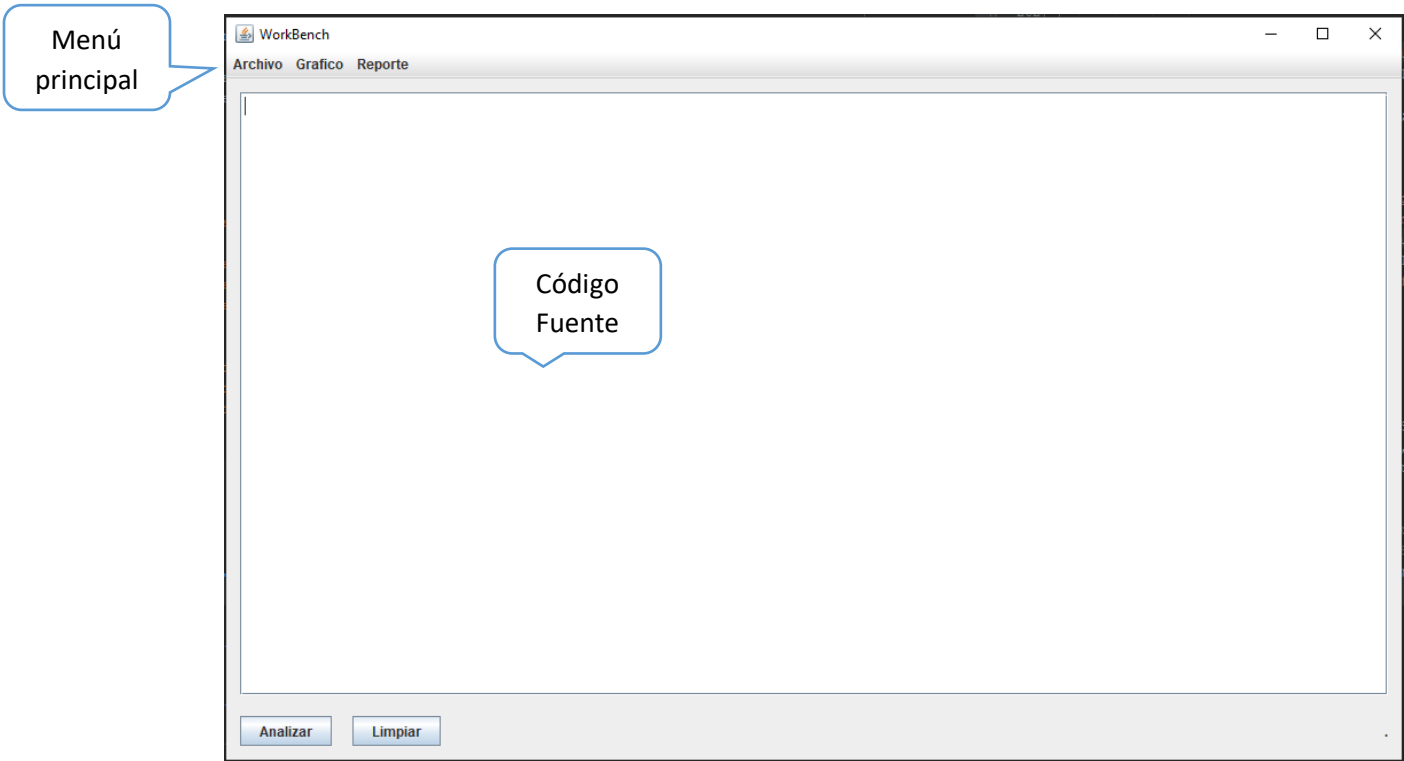 Menú
principal
WorkBench
Archivo Grafico Reporte
Código
Fuente
Analizar Limpiar
.